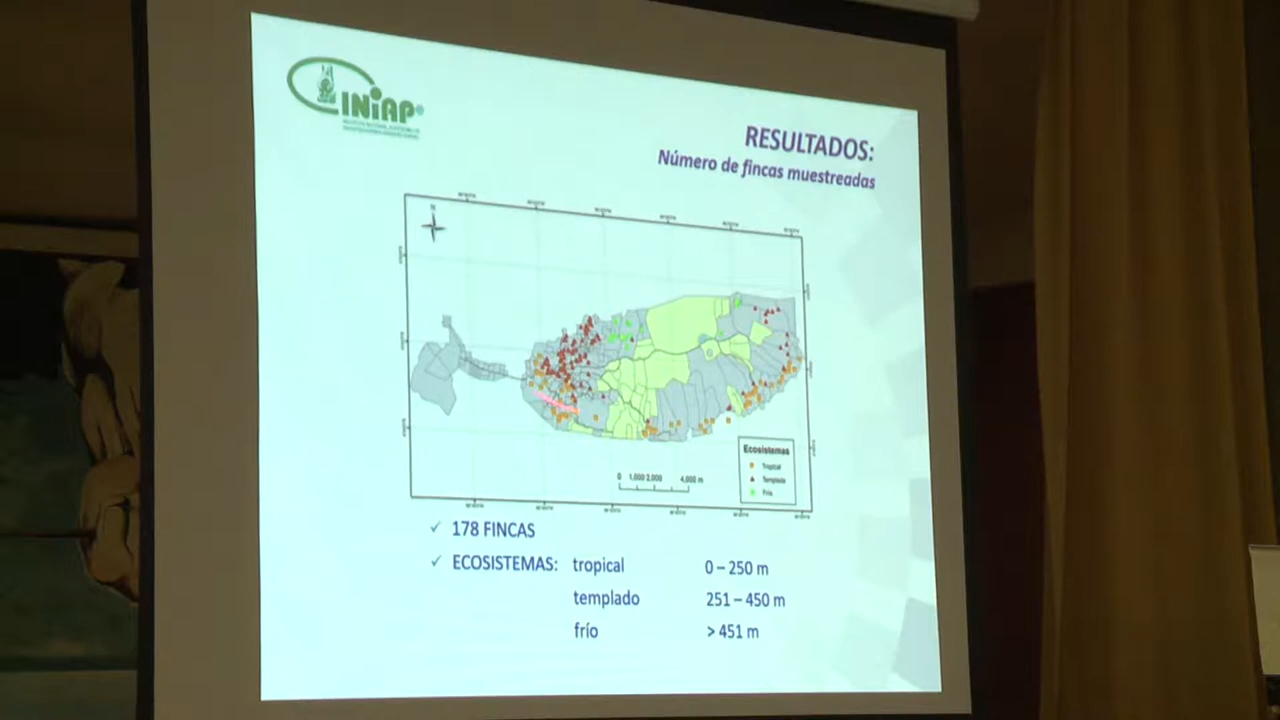 INiAP
RESULTADOS:
Número de fincas muestreadas
N
Ecosistemas
Tropical
Templado
Frío
0 1,000 2,000 4,000 m
✓ 178 FINCAS
✓ ECOSISTEMAS: tropical 0 – 250 m
templado 251 – 450 m
frío > 451 m